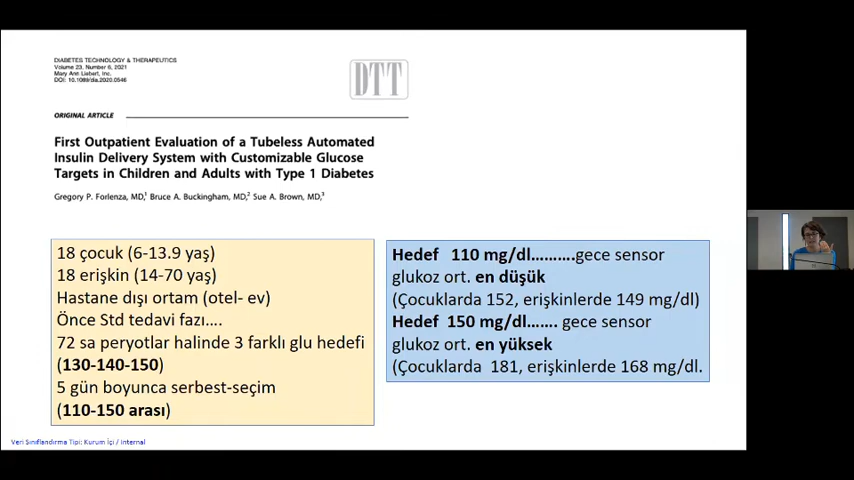 DIABETES TECHNOLOGY & THERAPEUTICS
Volume 23, Number 6, 2021
Mary Ann Liebert, Inc.
DOI: 10.1089/dia.2020.0546
DTT
ORIGINAL ARTICLE
First Outpatient Evaluation of a Tubeless Automated
Insulin Delivery System with Customizable Glucose
Targets in Children and Adults with Type 1 Diabetes
Gregory P. Forlenza, MD,1 Bruce A. Buckingham, MD,2 Sue A. Brown, MD,3
18 çocuk (6-13.9 yaş)
18 erişkin (14-70 yaş)
Hastane dışı ortam (otel- ev)
Önce Std tedavi fazı....
72 sa peryotlar halinde 3 farklı glu hedefi
(130-140-150)
5 gün boyunca serbest-seçim
(110-150 arası)
Hedef 110 mg/dl..........gece sensor
glukoz ort. en düşük
(Çocuklarda 152, erişkinlerde 149 mg/dl)
Hedef 150 mg/dl....... gece sensor
glukoz ort. en yüksek
(Çocuklarda 181, erişkinlerde 168 mg/dl.
Veri Sınıflandırma Tipi: Kurum İçi / Internal